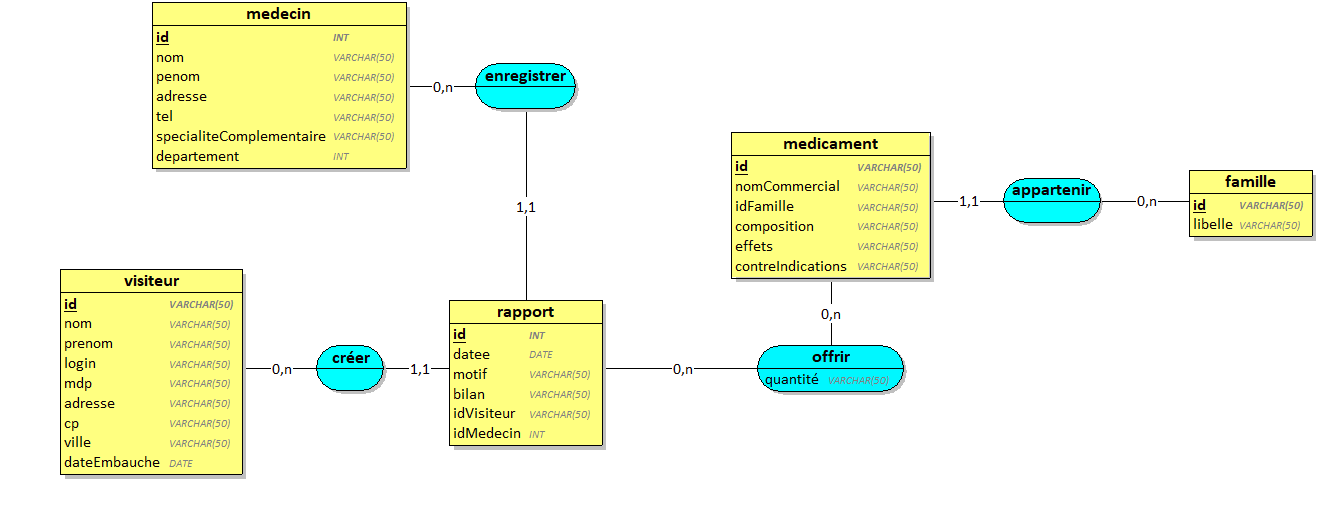 medecin
id INT
nom VARCHAR(50)
penom VARCHAR(50)
adresse VARCHAR(50)
tel VARCHAR(50)
specialiteComplementaire VARCHAR(50)
departement INT
0,n
enregistrer
1,1
medicament
id VARCHAR(50)
nomCommercial VARCHAR(50)
idFamille VARCHAR(50)
composition VARCHAR(50)
effets VARCHAR(50)
contreIndications VARCHAR(50)
1,1
appartenir
0,n
famille
id VARCHAR(50)
libelle VARCHAR(50)
visiteur
id VARCHAR(50)
nom VARCHAR(50)
prenom VARCHAR(50)
login VARCHAR(50)
mdp VARCHAR(50)
adresse VARCHAR(50)
cp VARCHAR(50)
ville VARCHAR(50)
dateEmbauche DATE
0,n
créer
1,1
rapport
id INT
datee DATE
motif VARCHAR(50)
bilan VARCHAR(50)
idVisiteur VARCHAR(50)
idMedecin INT
0,n
0,n
offrir
quantité VARCHAR(50)